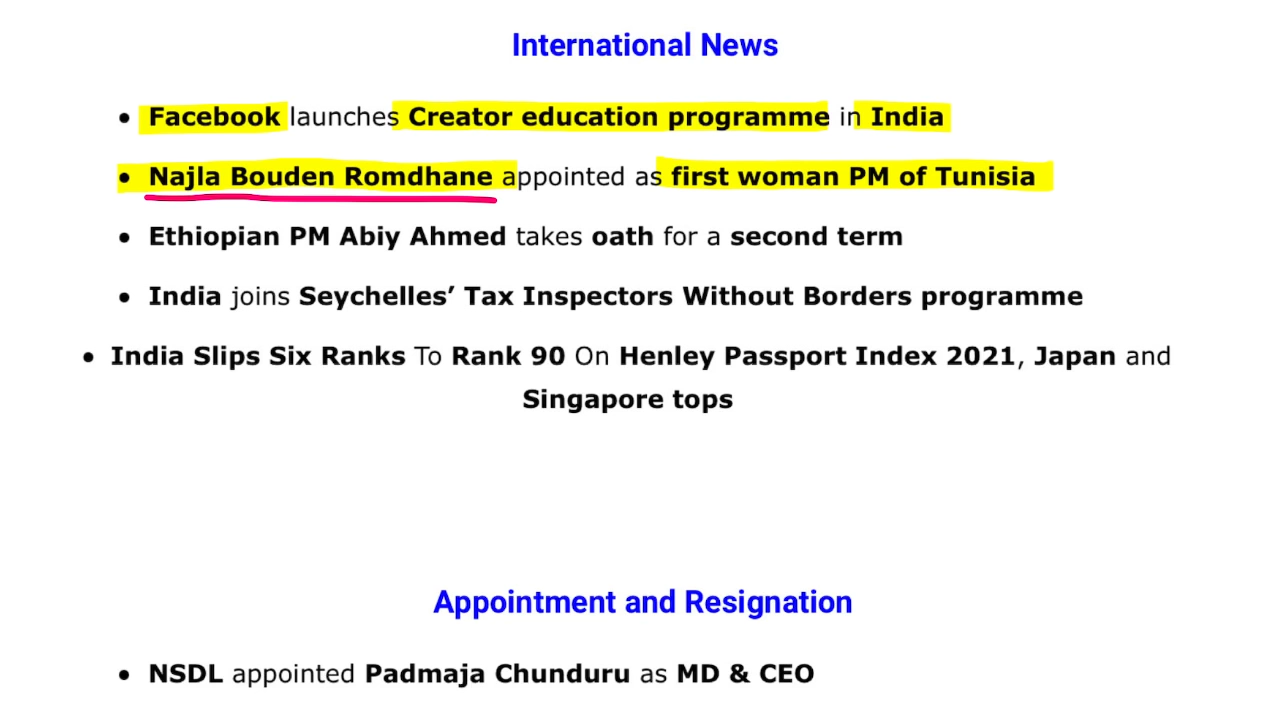 International News
• Facebook launches Creator education programme in India
• Najla Bouden Romdhane appointed as first woman PM of Tunisia
• Ethiopian PM Abiy Ahmed takes oath for a second term
• India joins Seychelles’ Tax Inspectors Without Borders programme
• India Slips Six Ranks To Rank 90 On Henley Passport Index 2021, Japan and
Singapore tops
Appointment and Resignation
• NSDL appointed Padmaja Chunduru as MD & CEO